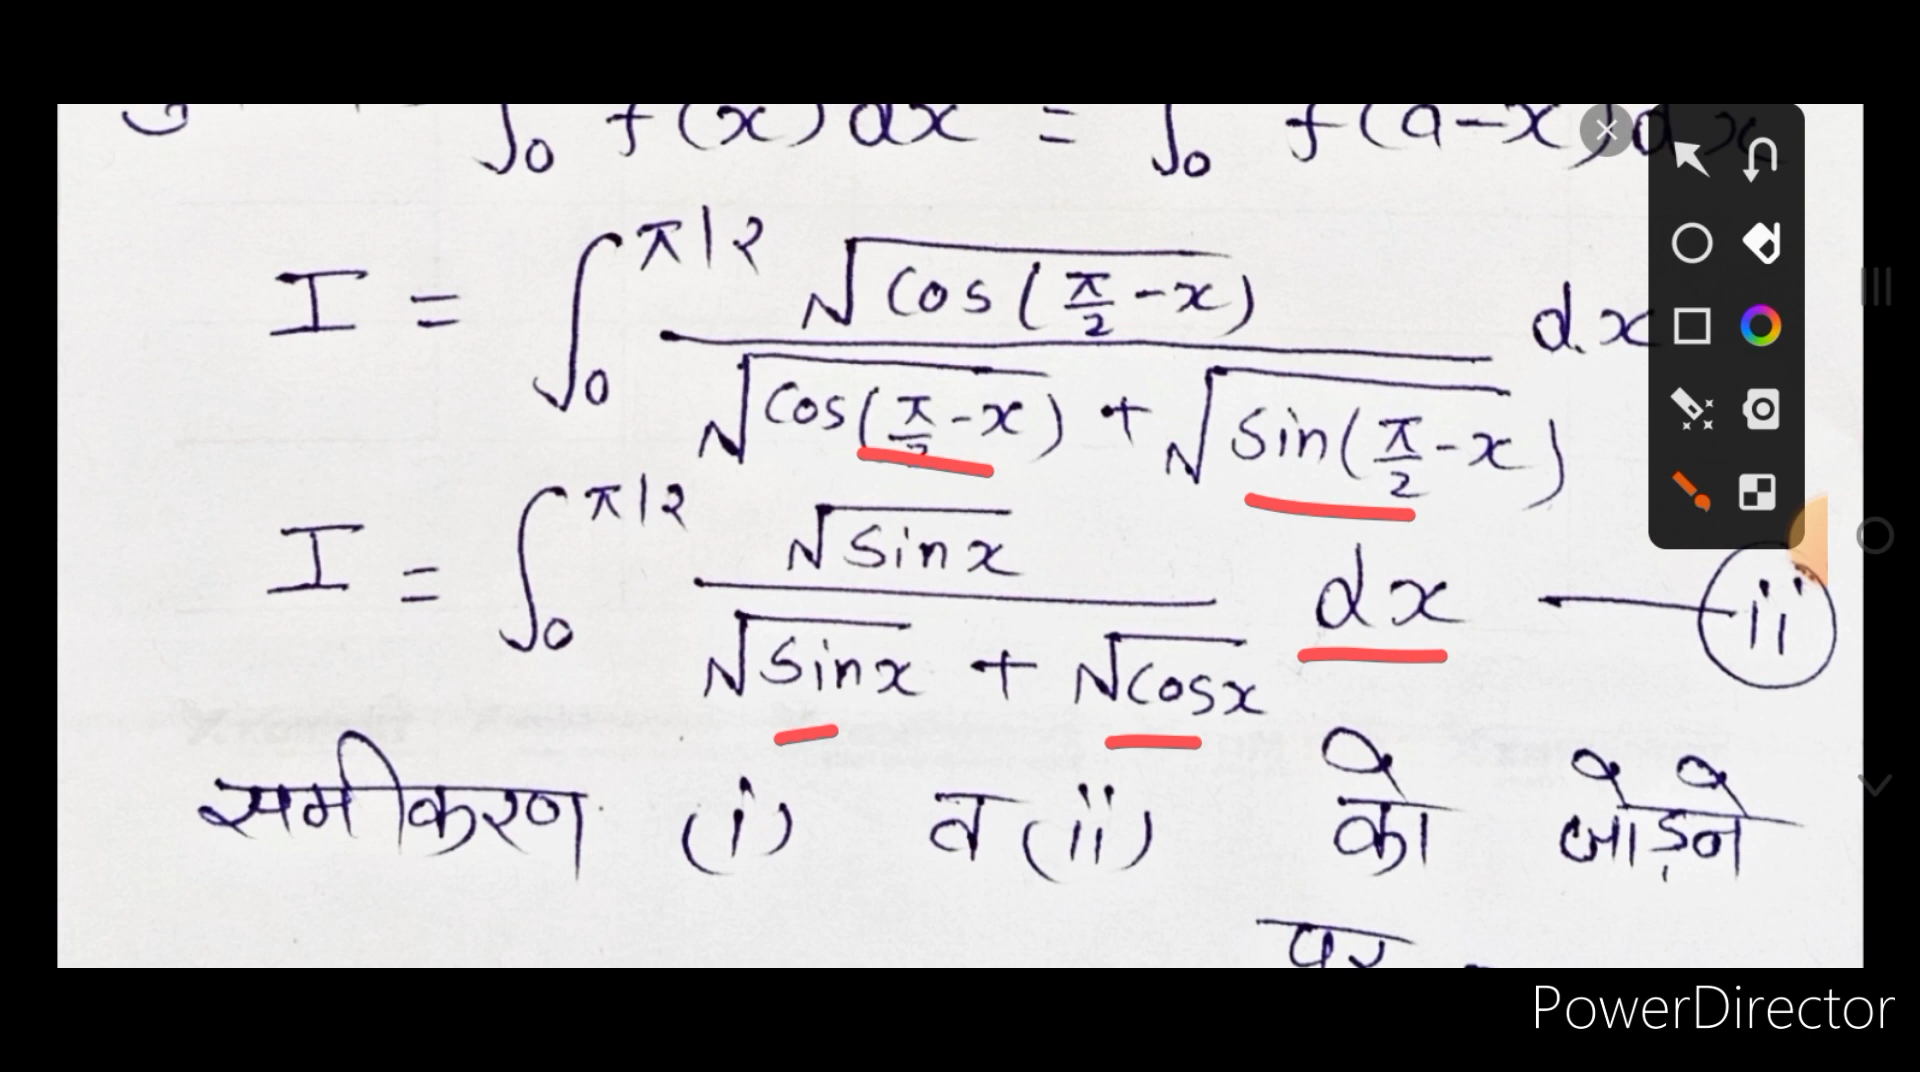 ∫₀ f(x) dx = ∫₀ f(a-x) dx
I = ∫₀^π/2 √cos(π/2-x) / √cos(π/2-x) + √sin(π/2-x) dx
I = ∫₀^π/2 √sinx / √sinx + √cosx dx — ii
समीकरण (i) व (ii) को जोड़ने
पर
PowerDirector